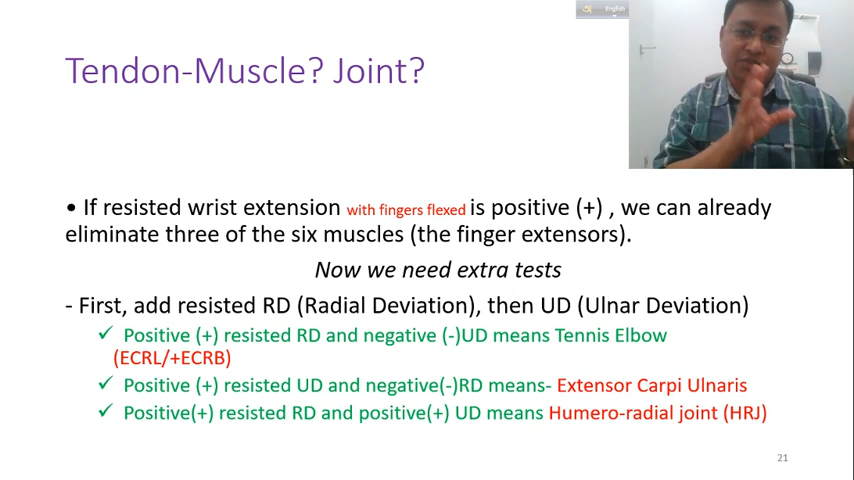 English
Tendon-Muscle? Joint?
• If resisted wrist extension with fingers flexed is positive (+) , we can already
eliminate three of the six muscles (the finger extensors).
Now we need extra tests
- First, add resisted RD (Radial Deviation), then UD (Ulnar Deviation)
✓ Positive (+) resisted RD and negative (-)UD means Tennis Elbow
(ECRL/+ECRB)
✓ Positive (+) resisted UD and negative(-)RD means- Extensor Carpi Ulnaris
✓ Positive(+) resisted RD and positive(+) UD means Humero-radial joint (HRJ)
21